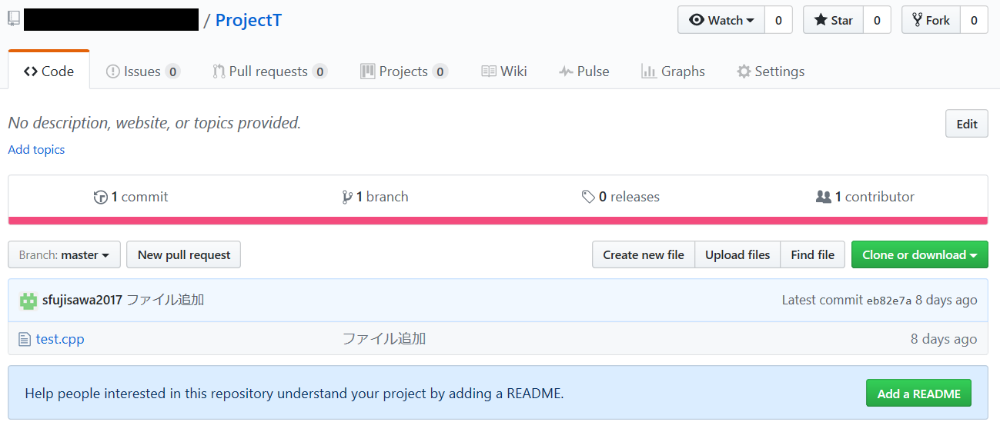 / ProjectT Watch 0 Star 0 Fork 0
Code Issues 0 Pull requests 0 Projects 0 Wiki Pulse Graphs Settings
No description, website, or topics provided. Edit
Add topics
1 commit 1 branch 0 releases 1 contributor
Branch: master New pull request Create new file Upload files Find file Clone or download
sfujisawa2017 ファイル追加 Latest commit eb82e7a 8 days ago
test.cpp ファイル追加 8 days ago
Help people interested in this repository understand your project by adding a README. Add a README